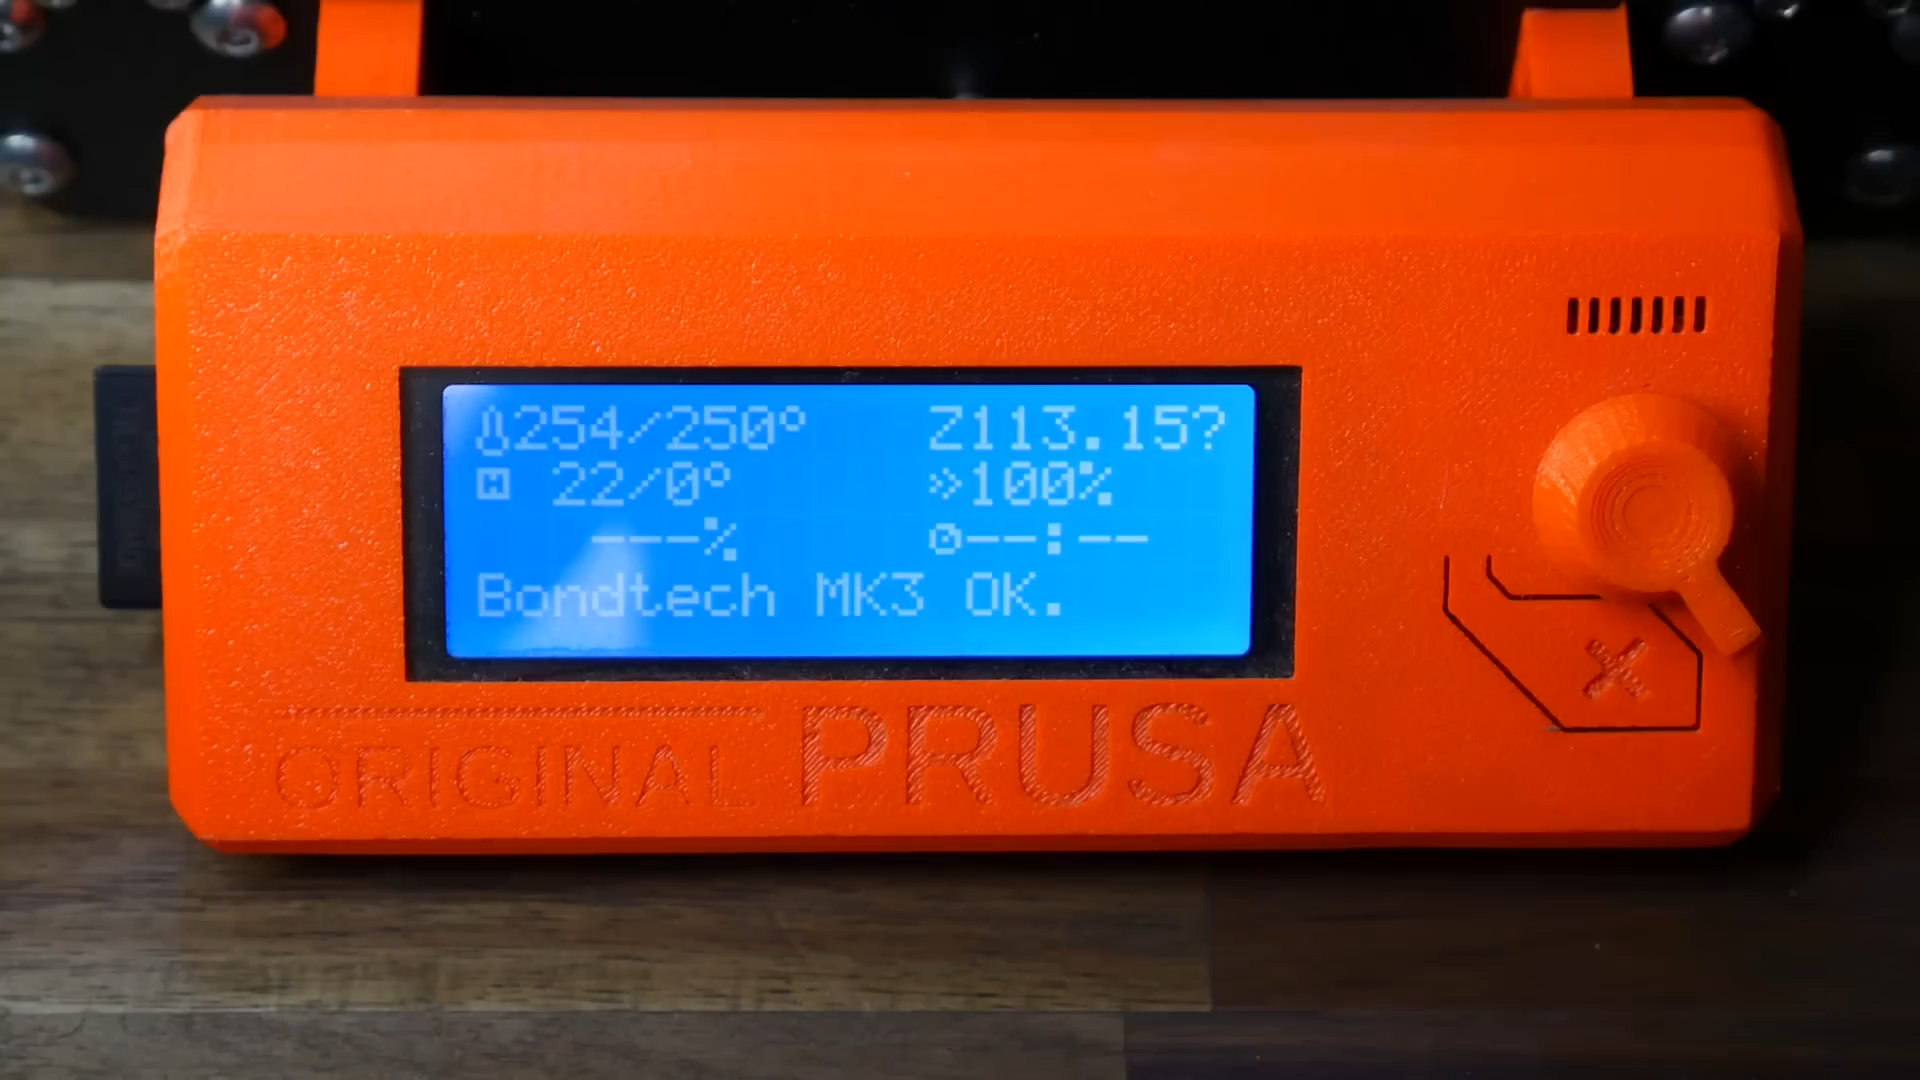 254/250° Z113.15?
22/0° 100%
---% --:--
Bondtech MK3 OK.
ORIGINAL PRUSA